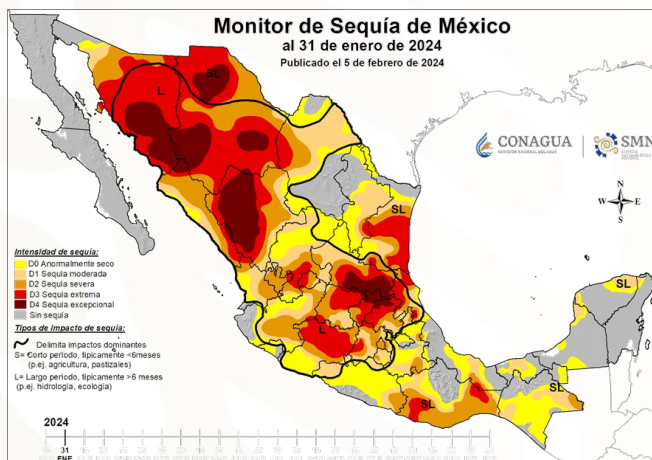 Monitor de Sequía de México
al 31 de enero de 2024
Publicado el 5 de febrero de 2024
SL
L
CONAGUA
COMISIÓN NACIONAL DEL AGUA
SMN
SL
N
W E
S
Intensidad de sequía:
D0 Anormalmente seco
D1 Sequía moderada
D2 Sequía severa
D3 Sequía extrema
D4 Sequía excepcional
Sin sequía
SL
Tipos de impacto de sequía:
Delimita impactos dominantes
S= Corto periodo, típicamente <6meses
(p.ej. agricultura, pastizales)
L= Largo periodo, típicamente >6 meses
(p.ej. hidrología, ecología)
L
SL
SL
2024
31
ENE